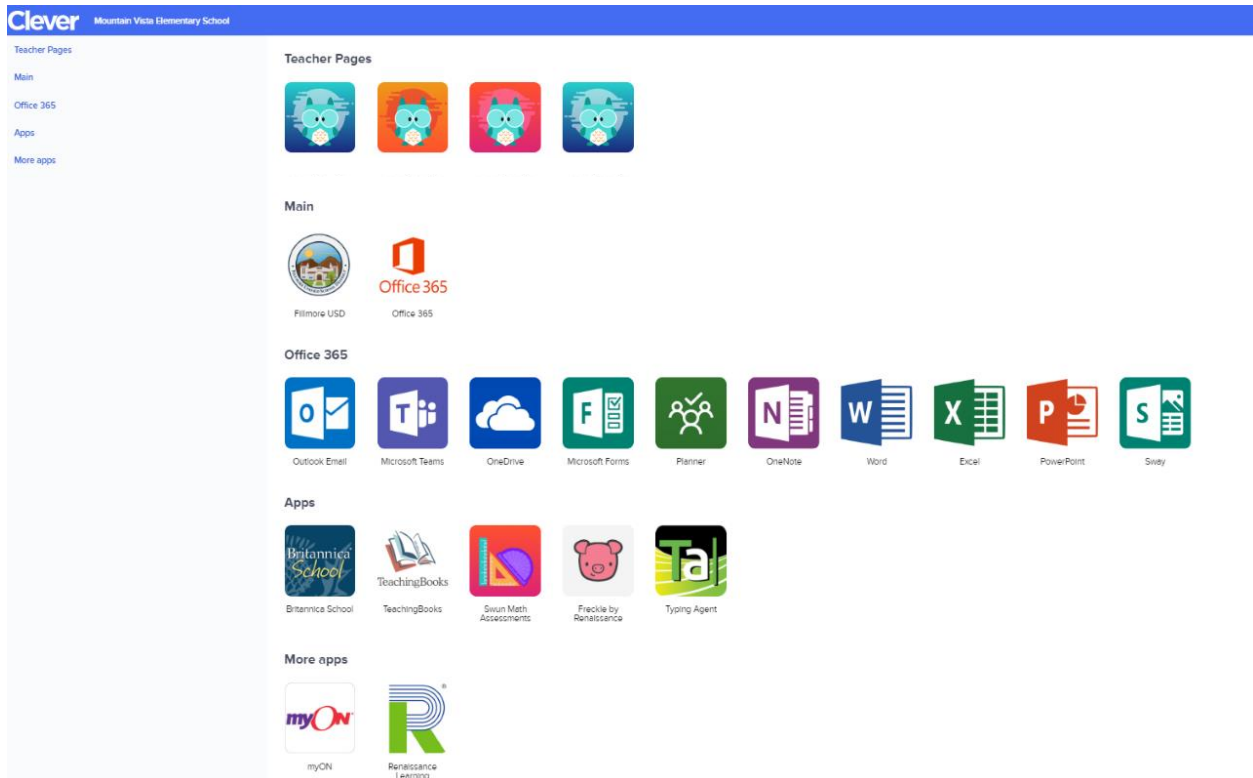 Clever Mountain Vista Elementary School
Teacher Pages
Main
Office 365
Apps
More apps
Teacher Pages
Main
Office 365
Fillmore USD
Office 365
Office 365
O
T
F
N
W
X
P
S
Outlook Email
Microsoft Teams
OneDrive
Microsoft Forms
Planner
OneNote
Word
Excel
PowerPoint
Sway
Apps
Britannica
School
TeachingBooks
Ta
Britannica School
TeachingBooks
Swun Math
Assessments
Freckle by
Renaissance
Typing Agent
More apps
myON
R
myON
Renaissance
Learning